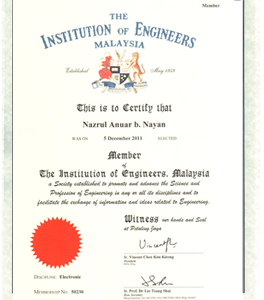 Member
THE
INSTITUTION OF ENGINEERS
MALAYSIA
Established May 1959
This is to Certify that
Nazrul Anuar b. Nayan
WAS ON 5 December 2011 ELECTED
Member
of
The Institution of Engineers, Malaysia
a Society established to promote and advance the Science and
Profession of Engineering in any or all its disciplines and to
facilitate the exchange of information and ideas related to Engineering.
Witness our hands and Seal
at Petaling Jaya
Ir. Vincent Chen Kim Kieong
President
DISCIPLINE Electronic
Ir. Prof. Dr Lee Teang Shui
MEMBERSHIP NO. 50230